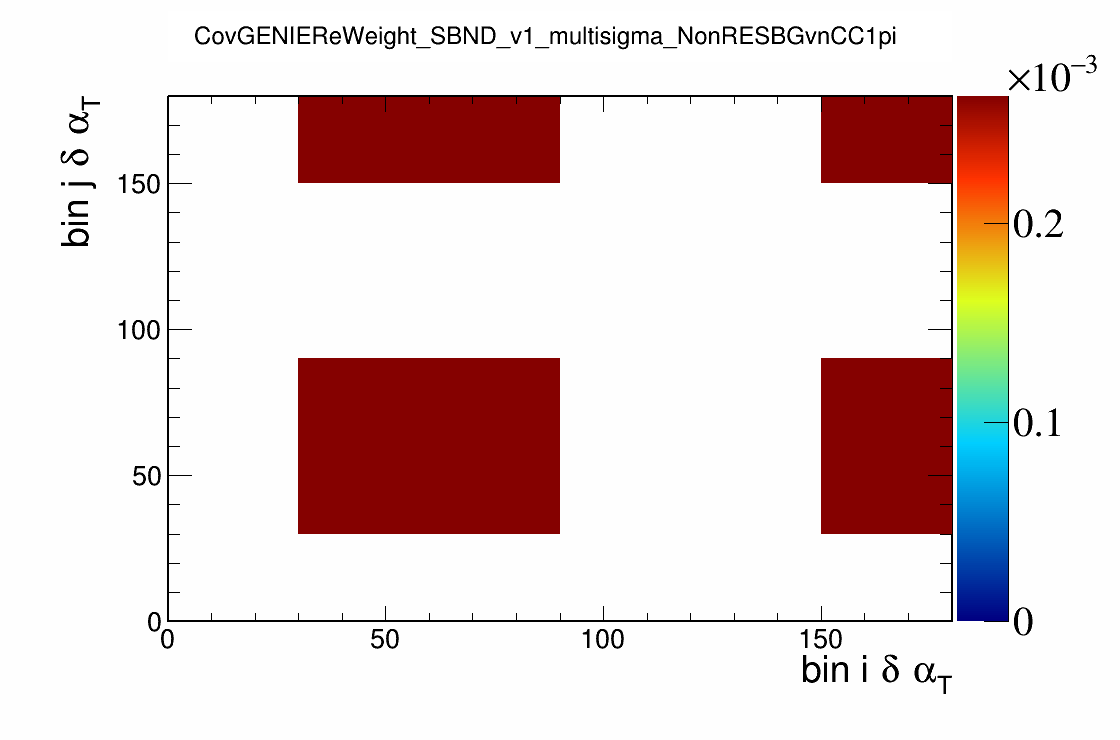 CovGENIEReWeight_SBND_v1_multisigma_NonRESBGvnCC1pi
×10⁻³
bin j δ α_T
150
100
50
0
0.2
0.1
0
0 50 100 150
bin i δ α_T